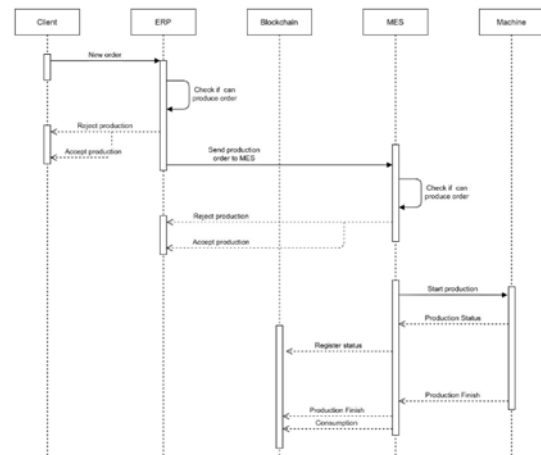 Client
ERP
Blockchain
MES
Machine
New order
Check if can
produce order
Reject production
Accept production
Send production
order to MES
Check if can
produce order
Reject production
Accept production
Start production
Production Status
Register status
Production Finish
Production Finish
Consumption